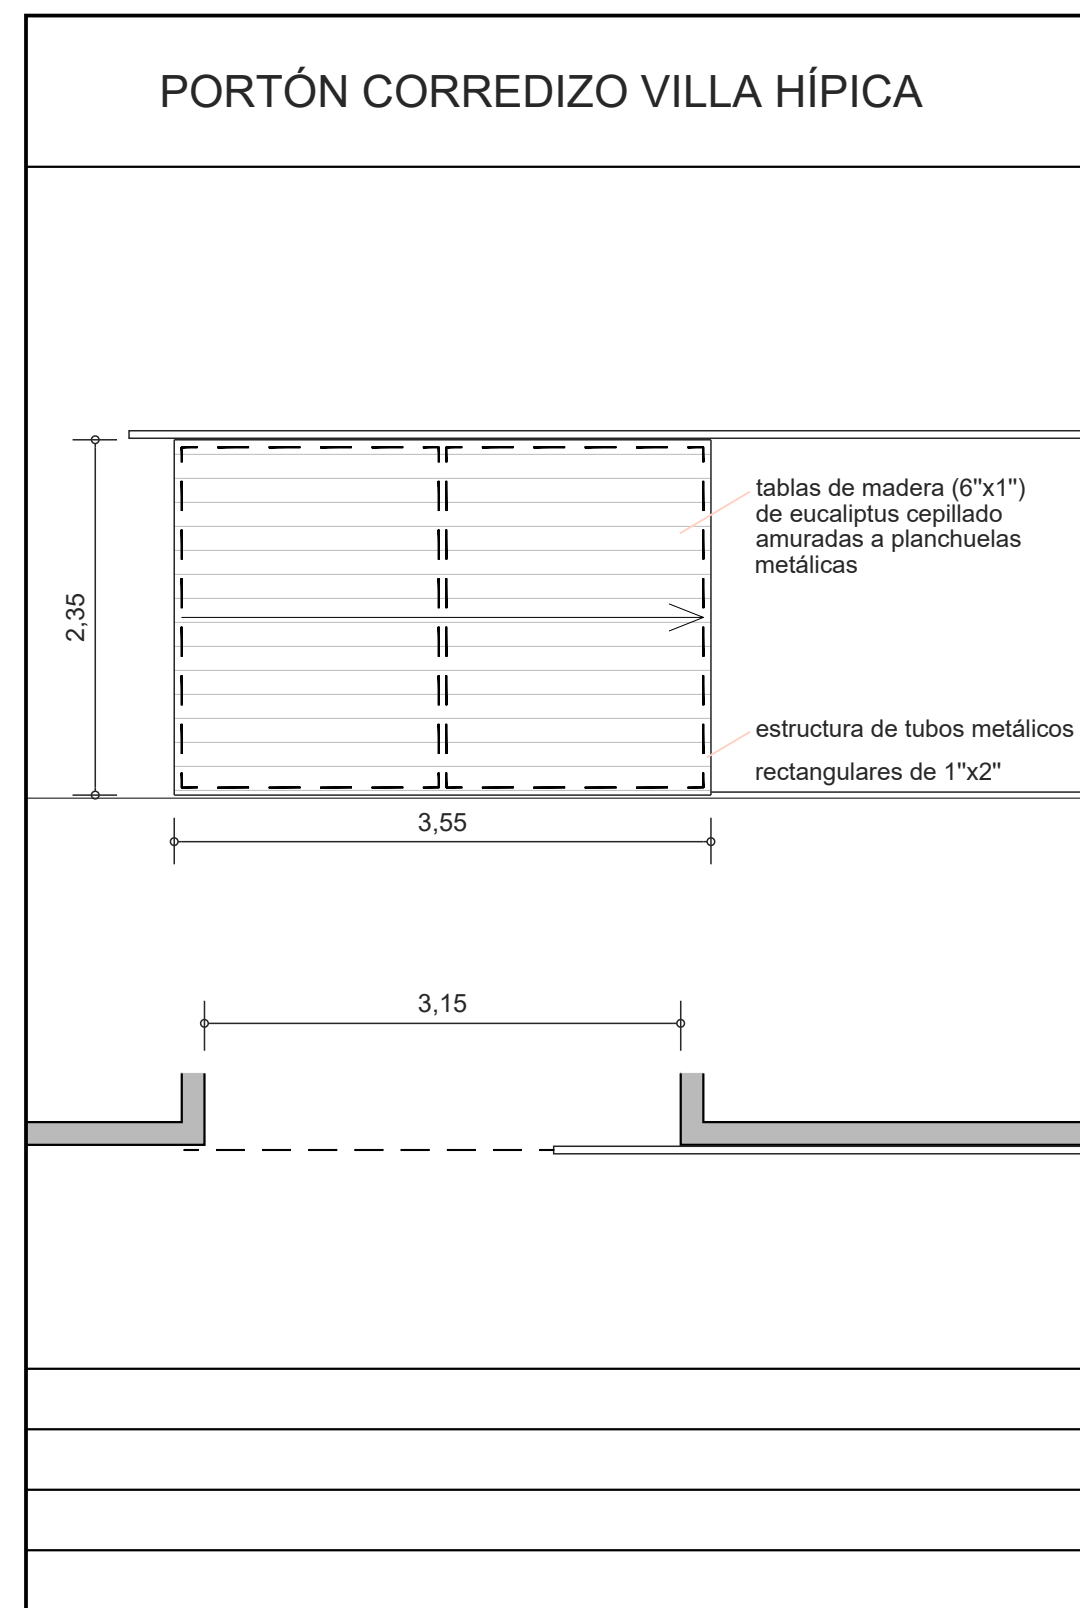 PORTÓN CORREDIZO VILLA HÍPICA
tablas de madera (6"x1")
de eucaliptus cepillado
amuradas a planchuelas
metálicas
2,35
estructura de tubos metálicos
rectangulares de 1"x2"
3,55
3,15